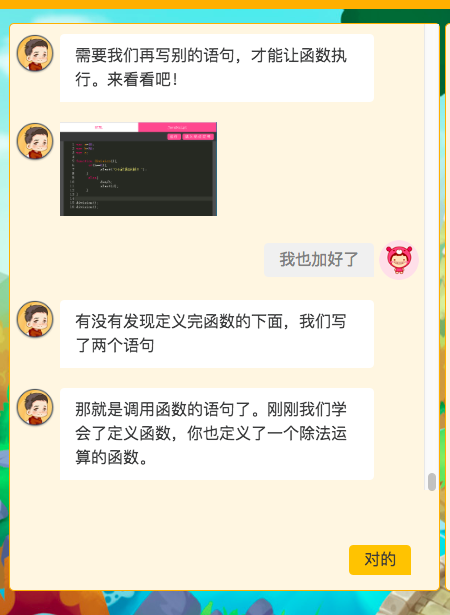 需要我们再写别的语句，才能让函数执
行。来看看吧！
我也加好了
有没有发现定义完函数的下面，我们写
了两个语句
那就是调用函数的语句了。刚刚我们学
会了定义函数，你也定义了一个除法运
算的函数。
对的